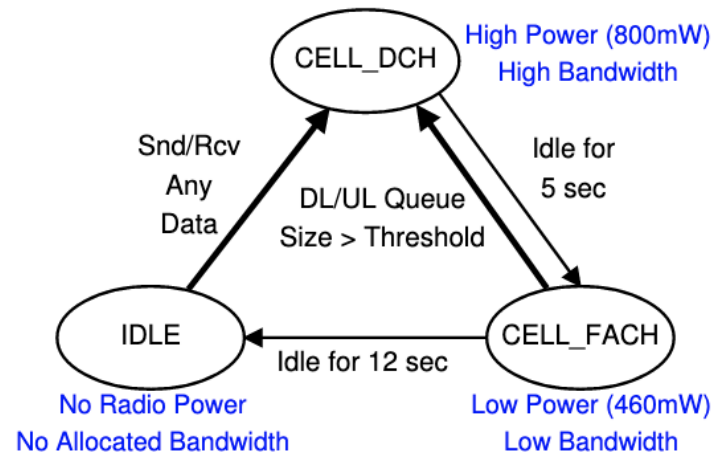 CELL_DCH
High Power (800mW)
High Bandwidth
Snd/Rcv
Any
Data
DL/UL Queue
Size > Threshold
Idle for
5 sec
IDLE
Idle for 12 sec
CELL_FACH
No Radio Power
No Allocated Bandwidth
Low Power (460mW)
Low Bandwidth